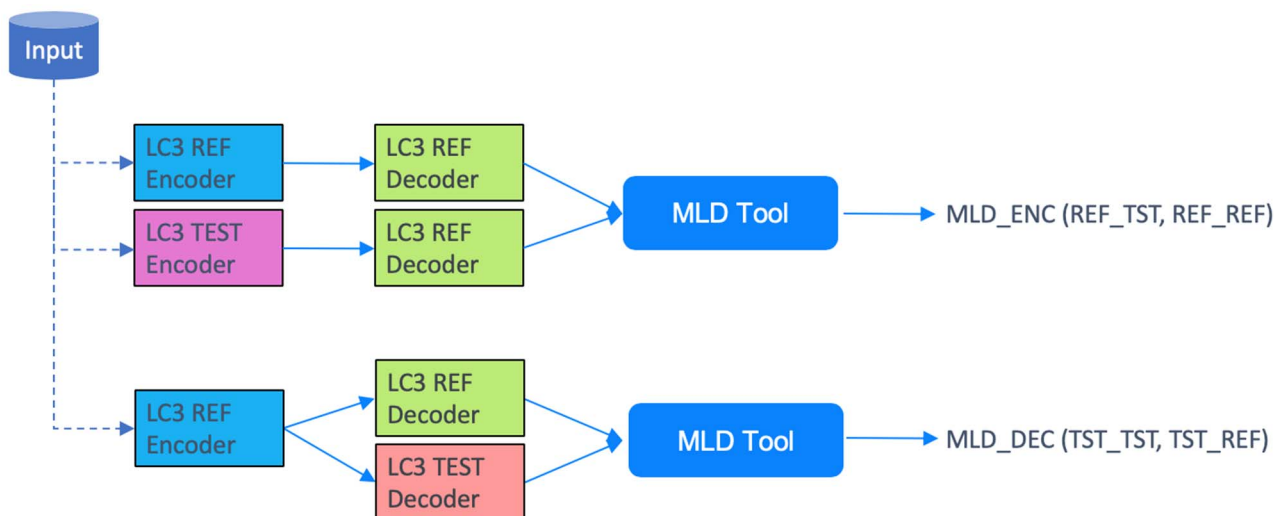 Input
LC3 REF
Encoder
LC3 REF
Decoder
MLD Tool
MLD_ENC (REF_TST, REF_REF)
LC3 TEST
Encoder
LC3 REF
Decoder
LC3 REF
Encoder
LC3 REF
Decoder
MLD Tool
MLD_DEC (TST_TST, TST_REF)
LC3 TEST
Decoder